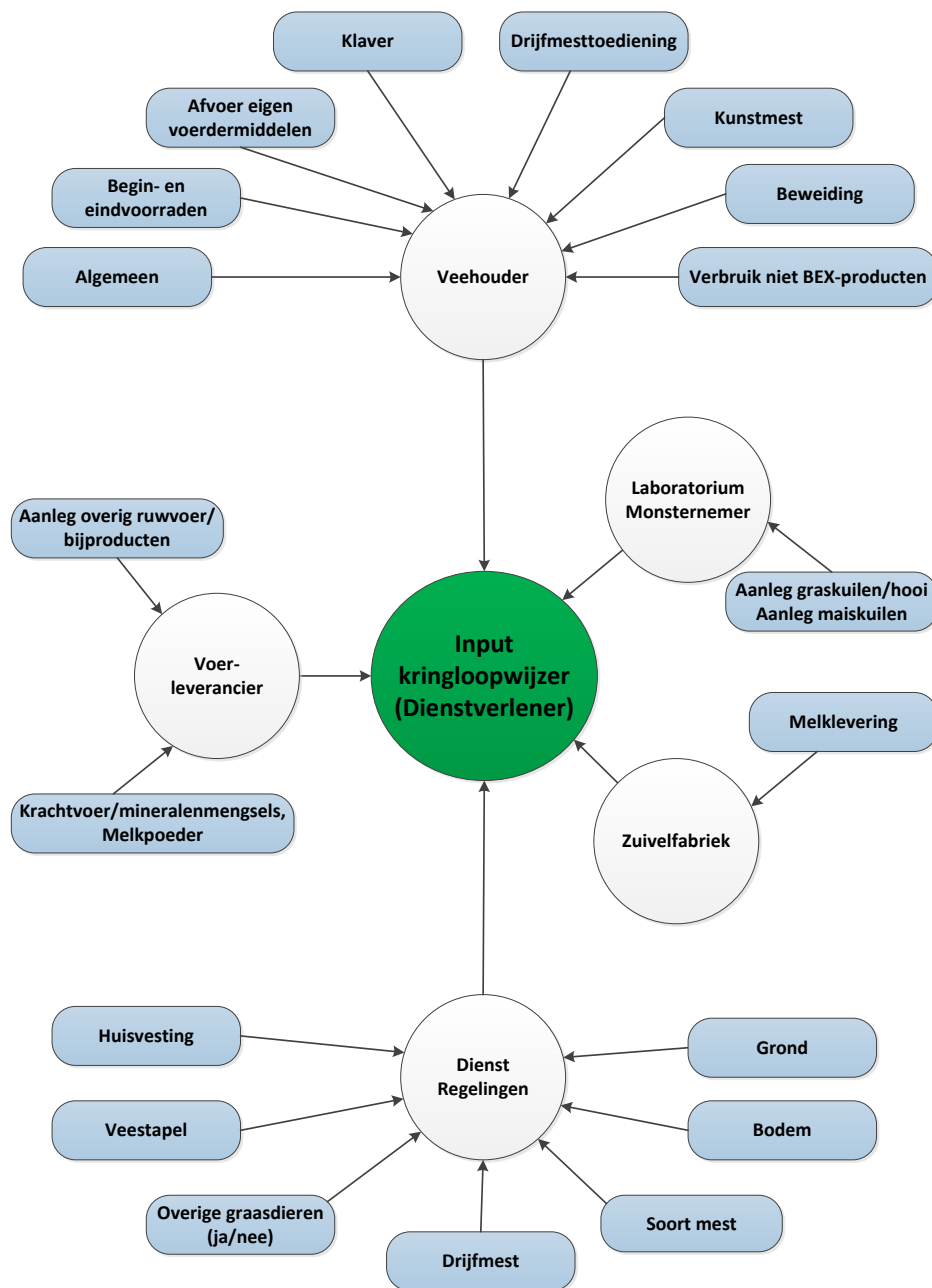 Klaver
Drijfmesttoediening
Afvoer eigen
voerdermiddelen
Kunstmest
Begin- en
eindvoorraden
Beweiding
Algemeen
Veehouder
Verbruik niet BEX-producten
Laboratorium
Monsternemer
Aanleg overig ruwvoer/
bijproducten
Aanleg graskuilen/hooi
Aanleg maiskuilen
Voer-
leverancier
Input
kringloopwijzer
(Dienstverlener)
Melklevering
Krachtvoer/mineralenmengsels,
Melkpoeder
Zuivelfabriek
Huisvesting
Dienst
Regelingen
Grond
Veestapel
Bodem
Overige graasdieren
(ja/nee)
Soort mest
Drijfmest